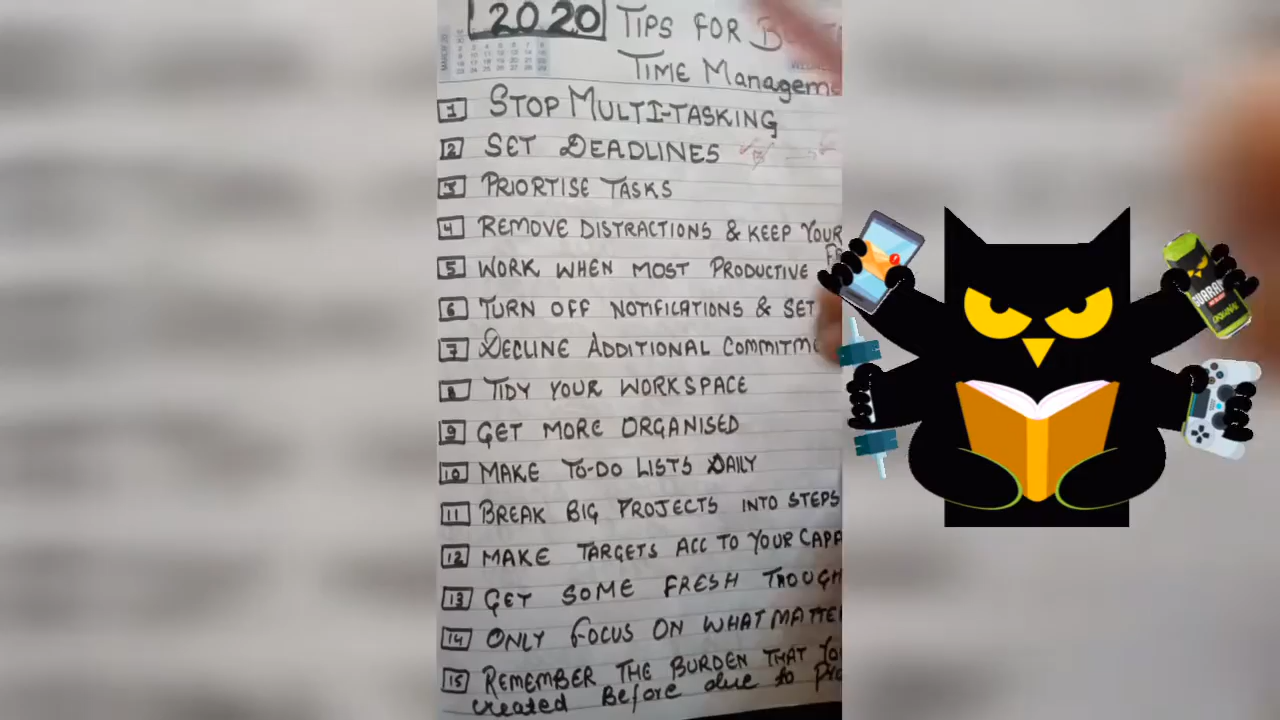 2020 TIPS FOR
TIME Managem
1 STOP MULTI-TASKING
2 SET DEADLINES
3 PRIORTISE TASKS
4 REMOVE DISTRACTIONS & KEEP YOUR
5 WORK WHEN MOST PRODUCTIVE
6 TURN OFF NOTIFICATIONS & SET
7 DECLINE ADDITIONAL COMMITME
8 TIDY YOUR WORKSPACE
9 GET MORE ORGANISED
10 MAKE TO-DO LISTS DAILY
11 BREAK BIG PROJECTS INTO STEPS
12 MAKE TARGETS ACC TO YOUR CAPA
13 GET SOME FRESH THOUGH
14 ONLY FOCUS ON WHAT MATTE
15 REMEMBER THE BURDEN THAT YO
created Before due to Pro
ORIGINAL